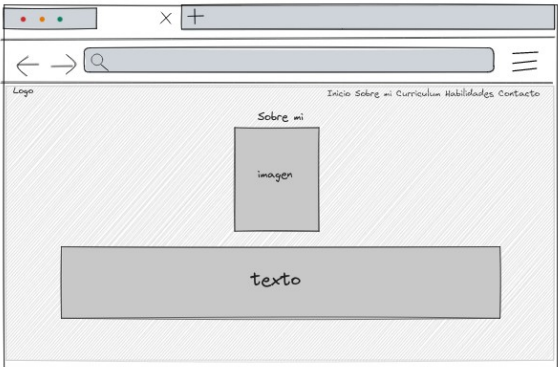 Logo
Inicio Sobre mi Curriculum Habilidades Contacto
Sobre mi
imagen
texto